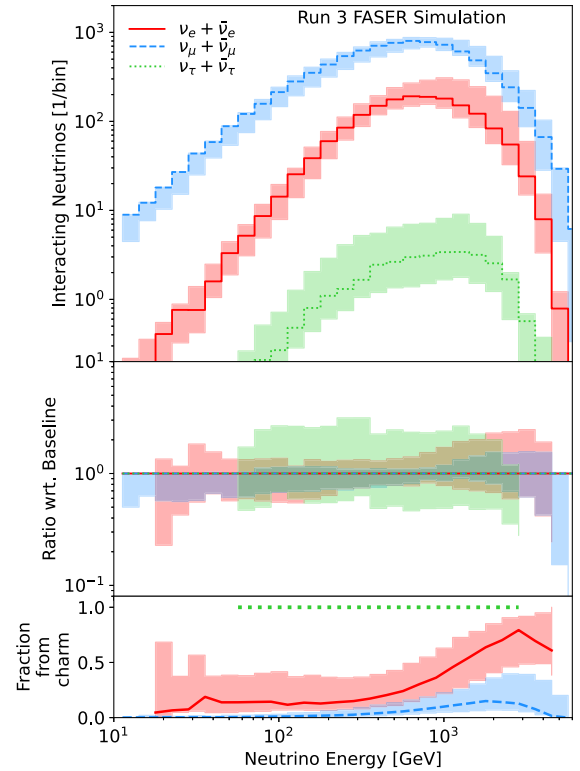 Run 3 FASER Simulation
νe + ν̄e
νμ + ν̄μ
ντ + ν̄τ
Interacting Neutrinos [1/bin]
10³
10²
10¹
10⁰
10¹
Ratio wrt. Baseline
10⁰
10⁻¹
Fraction
from
charm
1.0
0.5
0.0
10¹
10²
10³
Neutrino Energy [GeV]